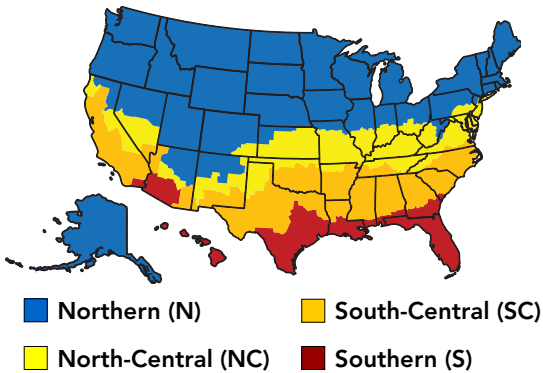 Northern (N)
South-Central (SC)
North-Central (NC)
Southern (S)